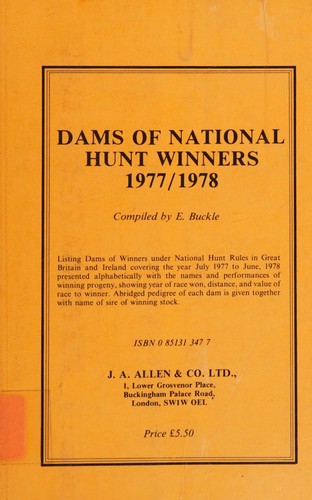 DAMS OF NATIONAL
HUNT WINNERS
1977/1978
Compiled by E. Buckle
Listing Dams of Winners under National Hunt Rules in Great
Britain and Ireland covering the year July 1977 to June, 1978
presented alphabetically with the names and performances of
winning progeny, showing year of race won, distance, and value of
race to winner. Abridged pedigree of each dam is given together
with name of sire of winning stock.
ISBN 0 85131 347 7
J. A. ALLEN & CO. LTD.,
1, Lower Grosvenor Place,
Buckingham Palace Road,
London, SW1W OEL
Price £5.50